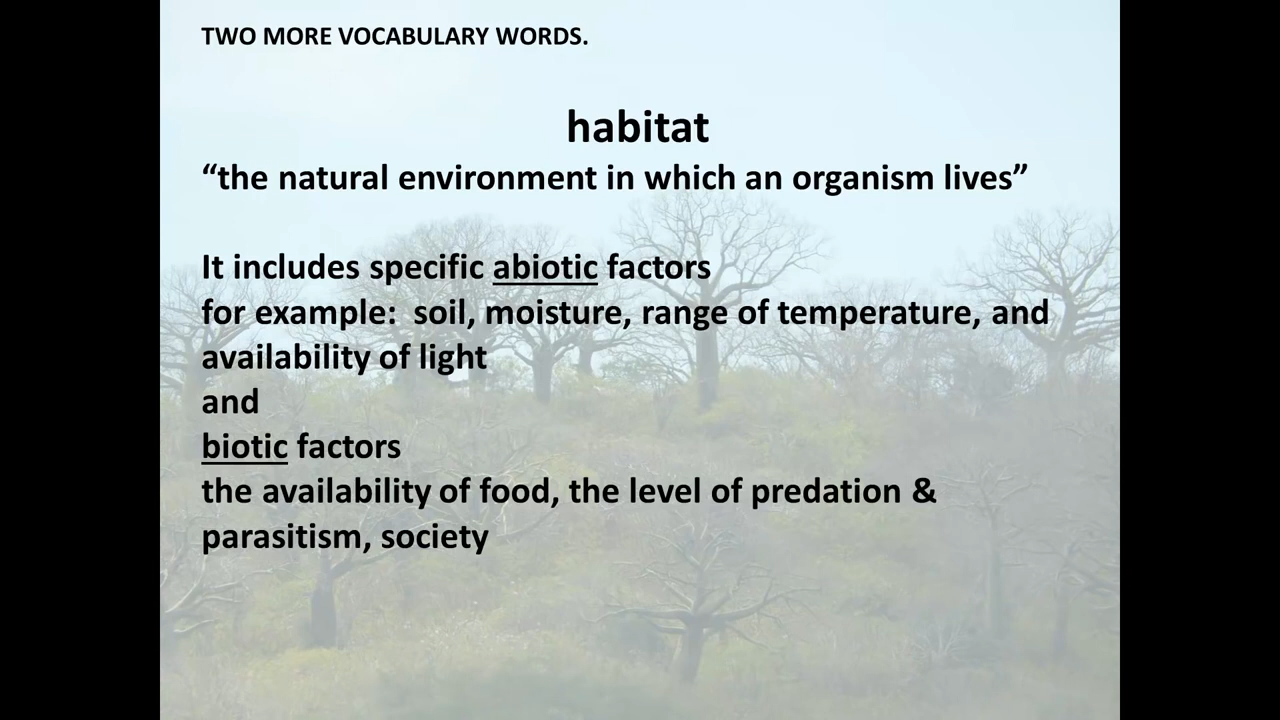 TWO MORE VOCABULARY WORDS.
habitat
“the natural environment in which an organism lives”
It includes specific abiotic factors
for example:  soil, moisture, range of temperature, and
availability of light
and
biotic factors
the availability of food, the level of predation &
parasitism, society